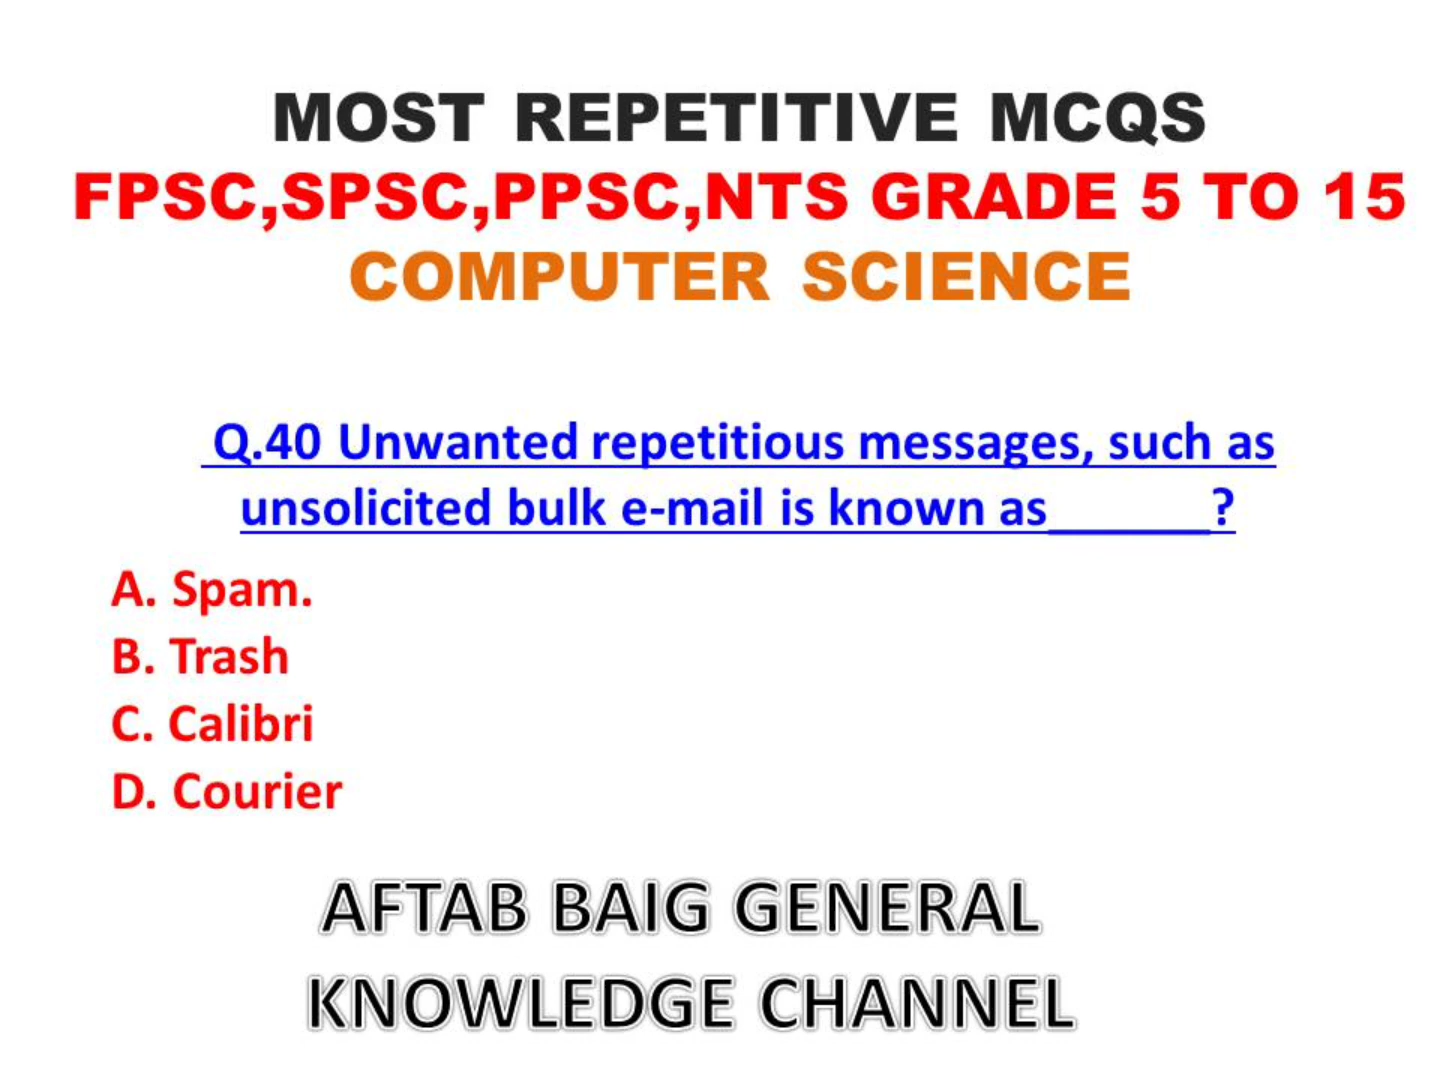 MOST REPETITIVE MCQS
FPSC,SPSC,PPSC,NTS GRADE 5 TO 15
COMPUTER SCIENCE
Q.40 Unwanted repetitious messages, such as
unsolicited bulk e-mail is known as______?
A. Spam.
B. Trash
C. Calibri
D. Courier
AFTAB BAIG GENERAL
KNOWLEDGE CHANNEL